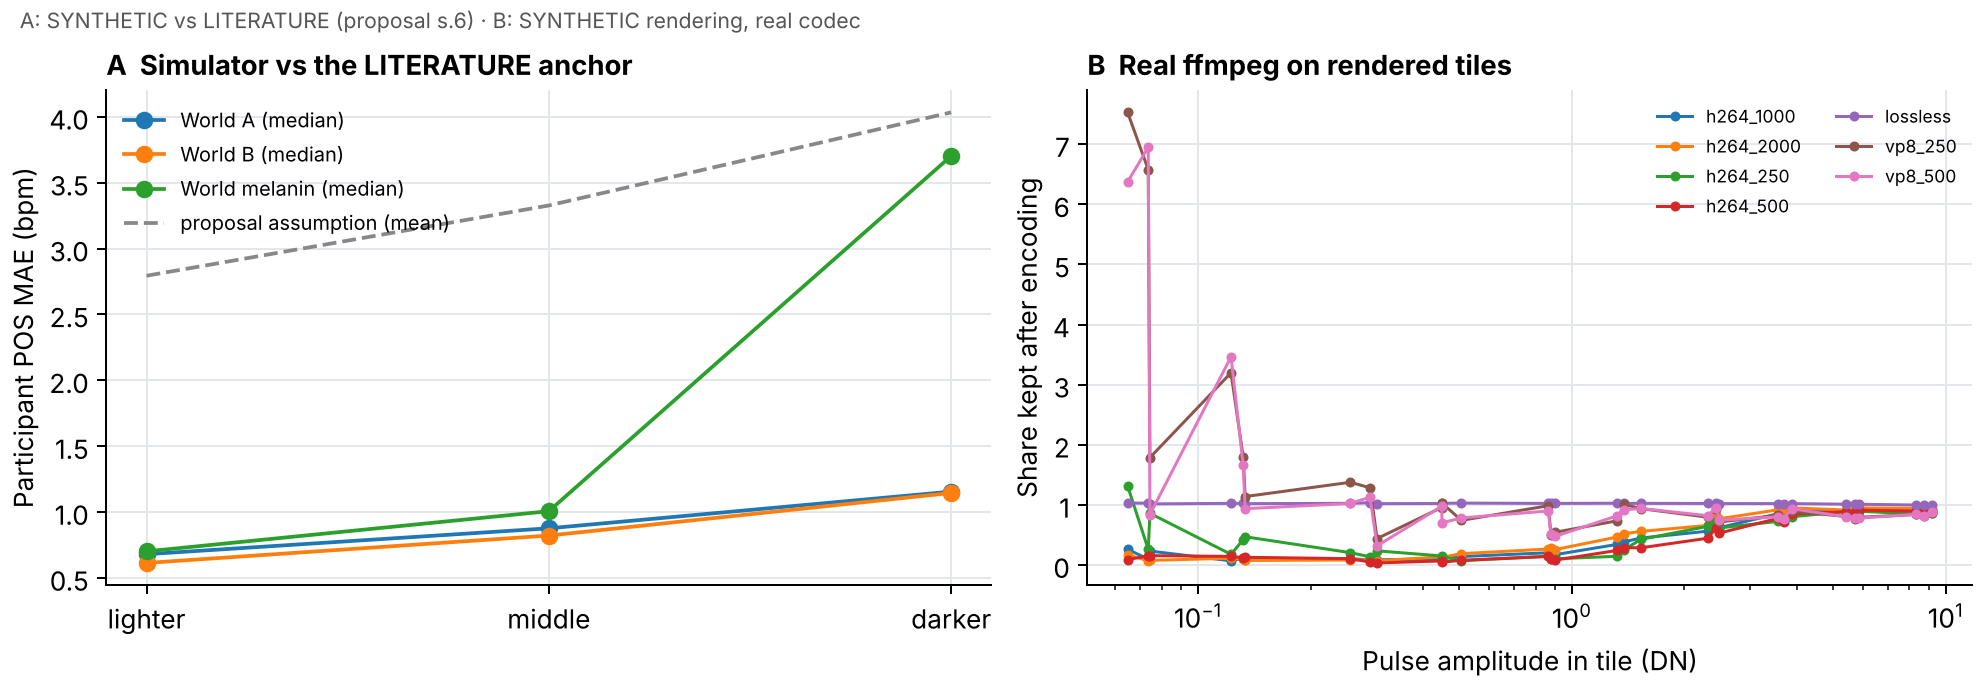 A: SYNTHETIC vs LITERATURE (proposal s.6) · B: SYNTHETIC rendering, real codec
A Simulator vs the LITERATURE anchor
Participant POS MAE (bpm)
4.0
3.5
3.0
2.5
2.0
1.5
1.0
0.5
World A (median)
World B (median)
World melanin (median)
proposal assumption (mean)
lighter
middle
darker
B Real ffmpeg on rendered tiles
Share kept after encoding
7
6
5
4
3
2
1
0
h264_1000
h264_2000
h264_250
h264_500
lossless
vp8_250
vp8_500
10⁻¹
10⁰
10¹
Pulse amplitude in tile (DN)